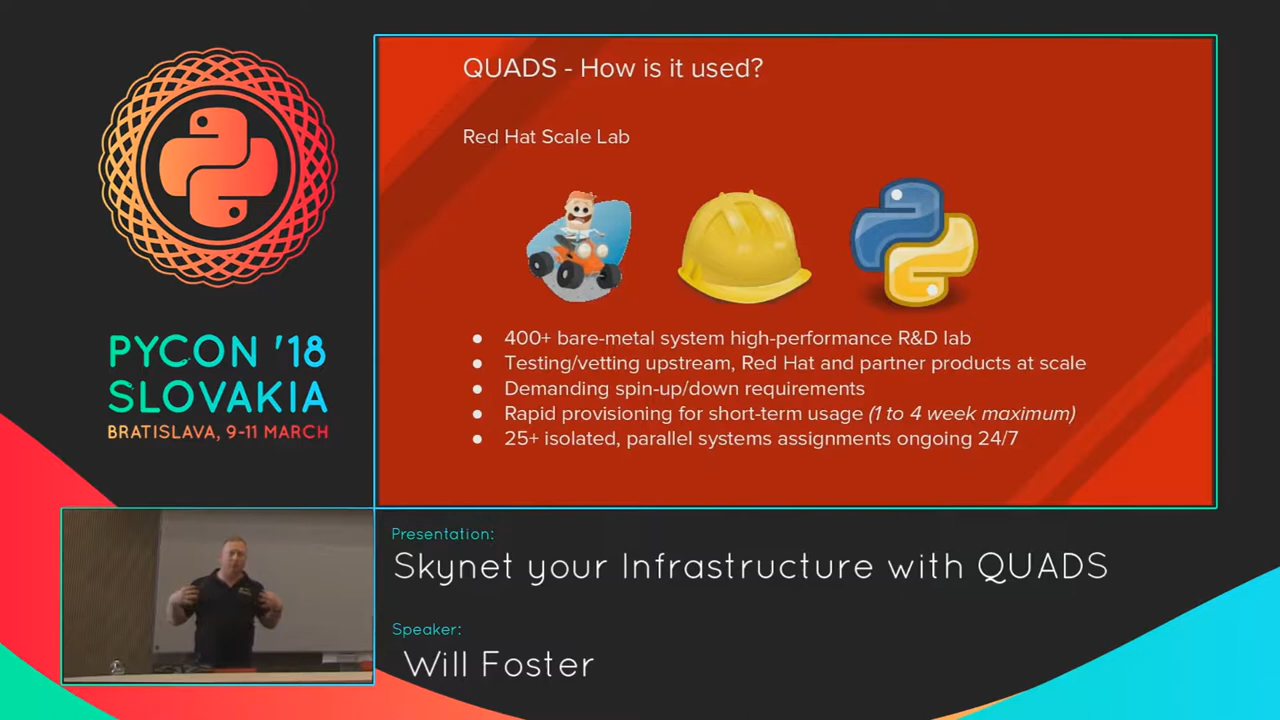 QUADS - How is it used?
Red Hat Scale Lab
● 400+ bare-metal system high-performance R&D lab
● Testing/vetting upstream, Red Hat and partner products at scale
● Demanding spin-up/down requirements
● Rapid provisioning for short-term usage (1 to 4 week maximum)
● 25+ isolated, parallel systems assignments ongoing 24/7
PYCON '18
SLOVAKIA
BRATISLAVA, 9-11 MARCH
Presentation:
Skynet your Infrastructure with QUADS
Speaker:
Will Foster